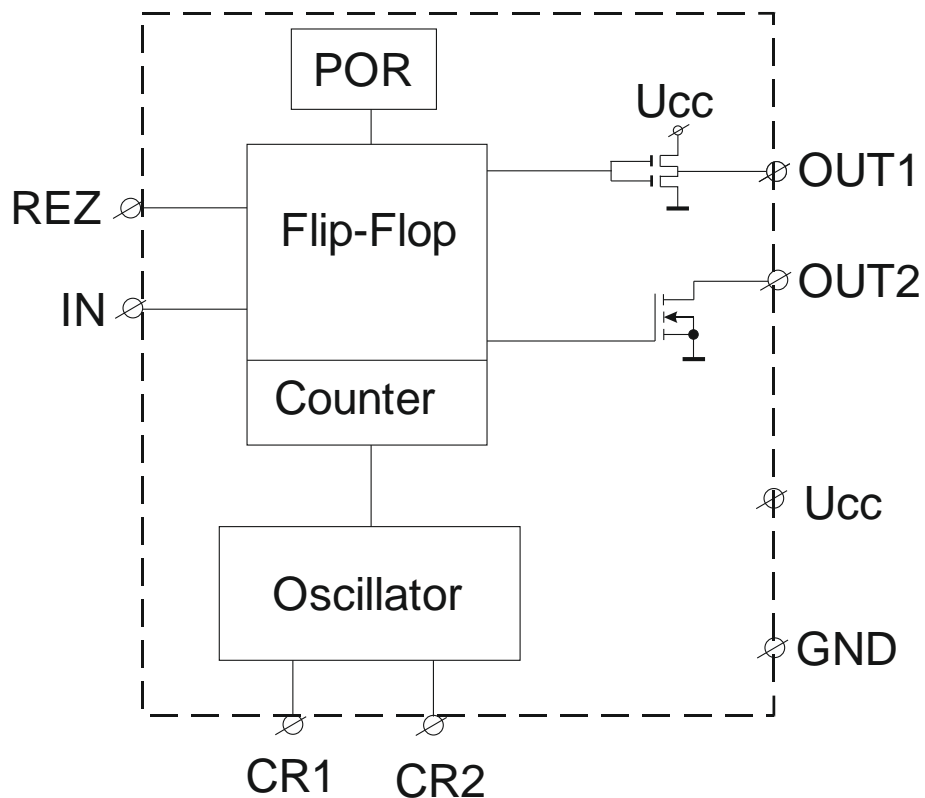 POR
Ucc
OUT1
REZ
Flip-Flop
OUT2
IN
Counter
Ucc
Oscillator
GND
CR1
CR2